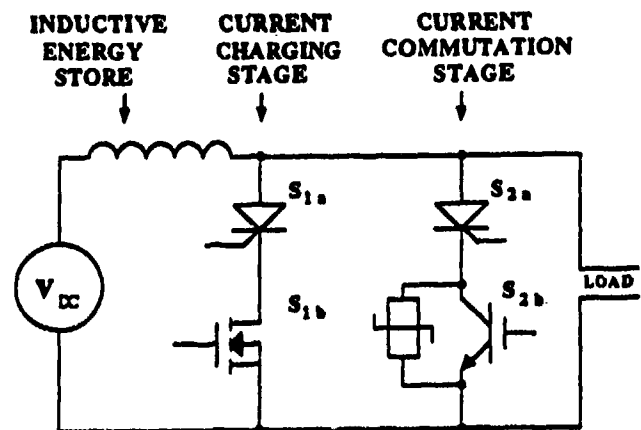 INDUCTIVE
ENERGY
STORE
CURRENT
CHARGING
STAGE
CURRENT
COMMUTATION
STAGE
S1a
S2a
VDC
S1b
S2b
LOAD